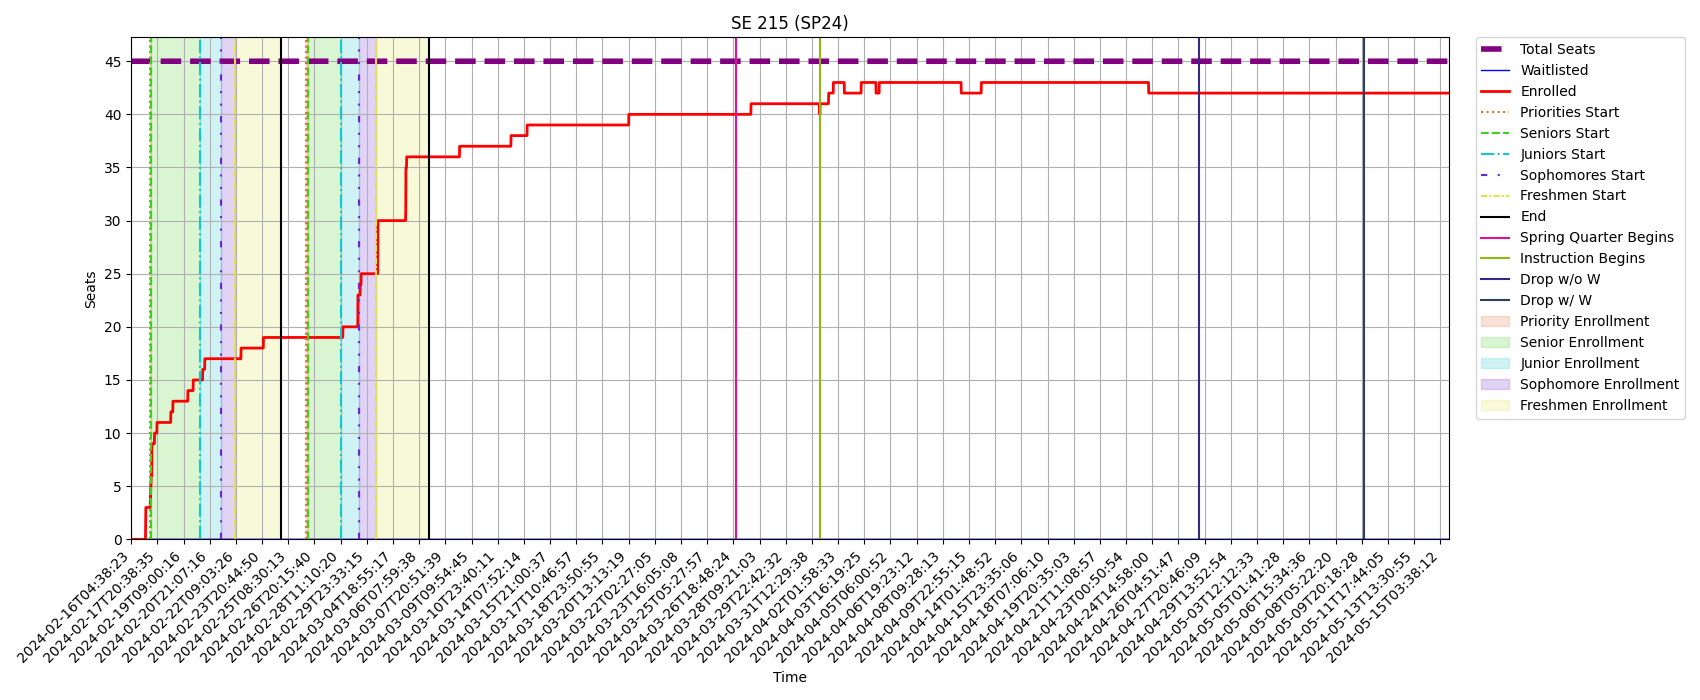 SE 215 (SP24)
Seats
45
40
35
30
25
20
15
10
5
0
2024-02-16T04:38:23
2024-02-17T20:38:35
2024-02-19T09:00:16
2024-02-20T21:07:16
2024-02-22T09:03:26
2024-02-23T20:44:50
2024-02-25T08:30:13
2024-02-26T20:15:40
2024-02-28T11:10:20
2024-02-29T23:33:15
2024-03-04T18:55:17
2024-03-06T07:59:38
2024-03-07T20:51:39
2024-03-09T09:54:45
2024-03-10T23:40:11
2024-03-14T07:52:14
2024-03-15T21:00:37
2024-03-17T10:46:57
2024-03-18T23:50:55
2024-03-20T13:13:19
2024-03-22T02:27:05
2024-03-23T16:05:08
2024-03-25T05:27:57
2024-03-26T18:48:24
2024-03-28T09:21:03
2024-03-29T22:42:32
2024-03-31T12:29:38
2024-04-02T01:58:33
2024-04-03T16:19:25
2024-04-05T06:00:52
2024-04-06T19:23:12
2024-04-08T09:28:13
2024-04-09T22:55:15
2024-04-14T01:48:52
2024-04-15T23:35:06
2024-04-18T07:06:10
2024-04-19T20:35:03
2024-04-21T11:08:57
2024-04-23T00:50:54
2024-04-24T14:58:00
2024-04-26T04:51:47
2024-04-27T20:46:09
2024-04-29T13:52:54
2024-05-03T12:12:33
2024-05-05T01:41:28
2024-05-06T15:34:36
2024-05-08T05:22:20
2024-05-09T20:18:28
2024-05-11T17:44:05
2024-05-13T13:30:55
2024-05-15T03:38:12
Time
Total Seats
Waitlisted
Enrolled
Priorities Start
Seniors Start
Juniors Start
Sophomores Start
Freshmen Start
End
Spring Quarter Begins
Instruction Begins
Drop w/o W
Drop w/ W
Priority Enrollment
Senior Enrollment
Junior Enrollment
Sophomore Enrollment
Freshmen Enrollment